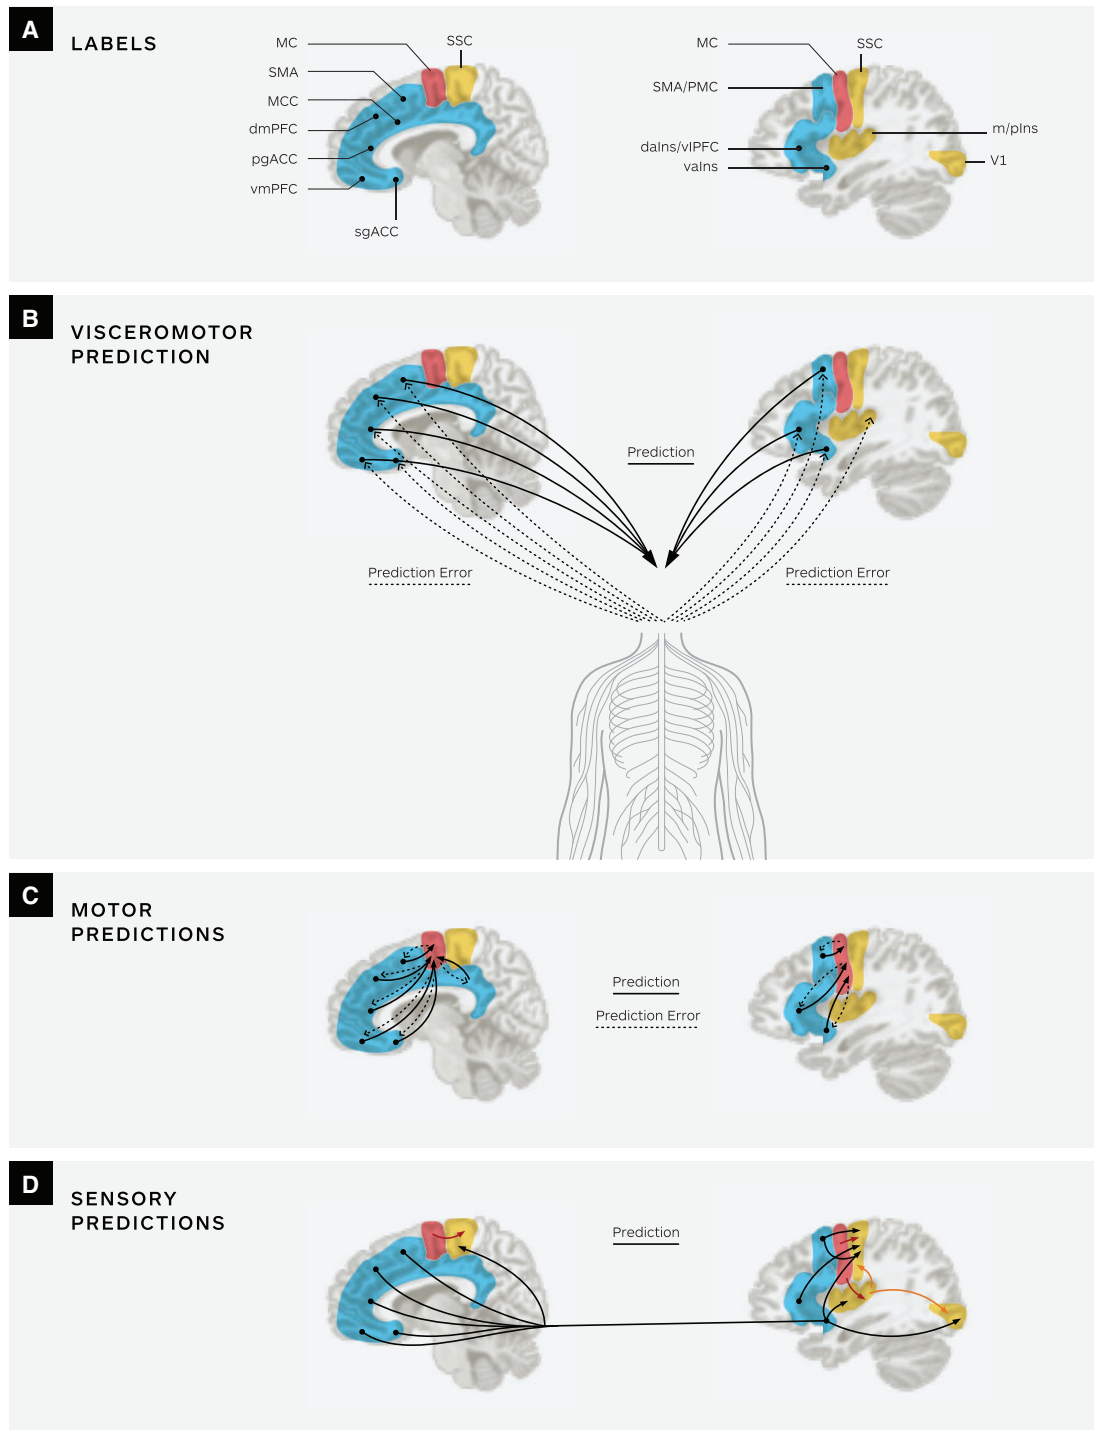 A
LABELS
MC
SSC
SMA
MCC
dmPFC
pgACC
vmPFC
sgACC
MC
SSC
SMA/PMC
m/pIns
daIns/vlPFC
V1
vaIns
B
VISCEROMOTOR
PREDICTION
Prediction
Prediction Error
Prediction Error
C
MOTOR
PREDICTIONS
Prediction
Prediction Error
D
SENSORY
PREDICTIONS
Prediction